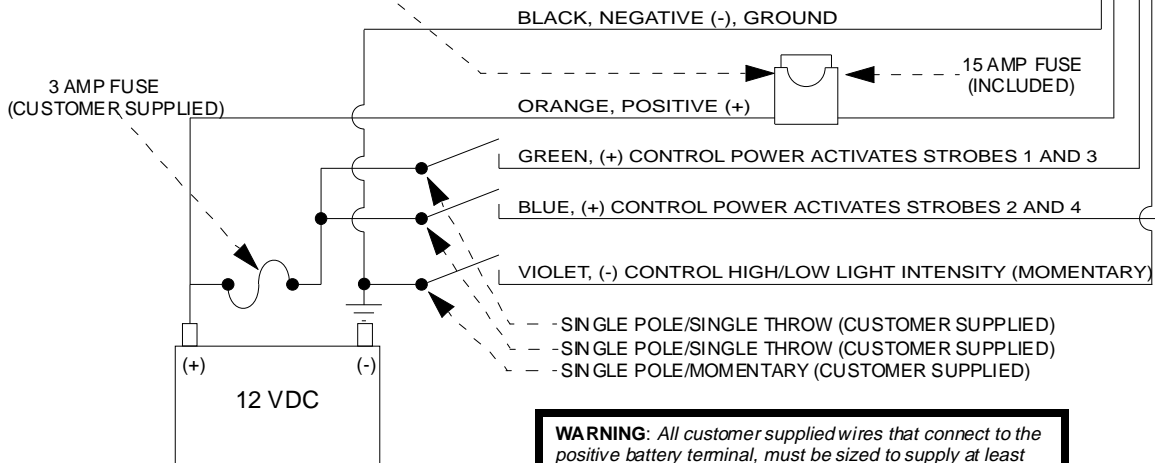 BLACK, NEGATIVE (-), GROUND
3 AMP FUSE
(CUSTOMER SUPPLIED)
15 AMP FUSE
(INCLUDED)
ORANGE, POSITIVE (+)
GREEN, (+) CONTROL POWER ACTIVATES STROBES 1 AND 3
BLUE, (+) CONTROL POWER ACTIVATES STROBES 2 AND 4
VIOLET, (-) CONTROL HIGH/LOW LIGHT INTENSITY (MOMENTARY)
SINGLE POLE/SINGLE THROW (CUSTOMER SUPPLIED)
SINGLE POLE/SINGLE THROW (CUSTOMER SUPPLIED)
SINGLE POLE/MOMENTARY (CUSTOMER SUPPLIED)
(+) (-)
12 VDC
WARNING: All customer supplied wires that connect to the
positive battery terminal, must be sized to supply at least